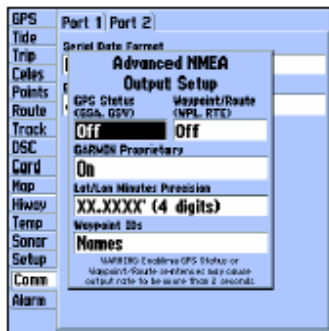 GPS
Tide
Trip
Celes
Points
Route
Track
DSC
Card
Map
Hiway
Temp
Sonar
Setup
Comm
Alarm
Port 1 Port 2
Serial Data Format
Advanced NMEA
Output Setup
GPS Status Waypoint/Route
(GSA, GSV) (WPL, RTE)
Off Off
GARMIN Proprietary
On
Lat/Lon Minutes Precision
XX.XXXX' (4 digits)
Waypoint IDs
Names
WARNING: Enabling GPS Status or
Waypoint/Route sentences may cause
output rate to be more than 2 seconds